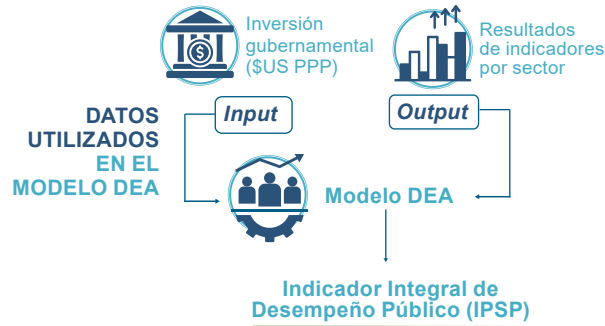 Inversión
gubernamental
($US PPP)
Resultados
de indicadores
por sector
DATOS
UTILIZADOS
EN EL
MODELO DEA
Input
Output
$
Modelo DEA
Indicador Integral de
Desempeño Público (IPSP)